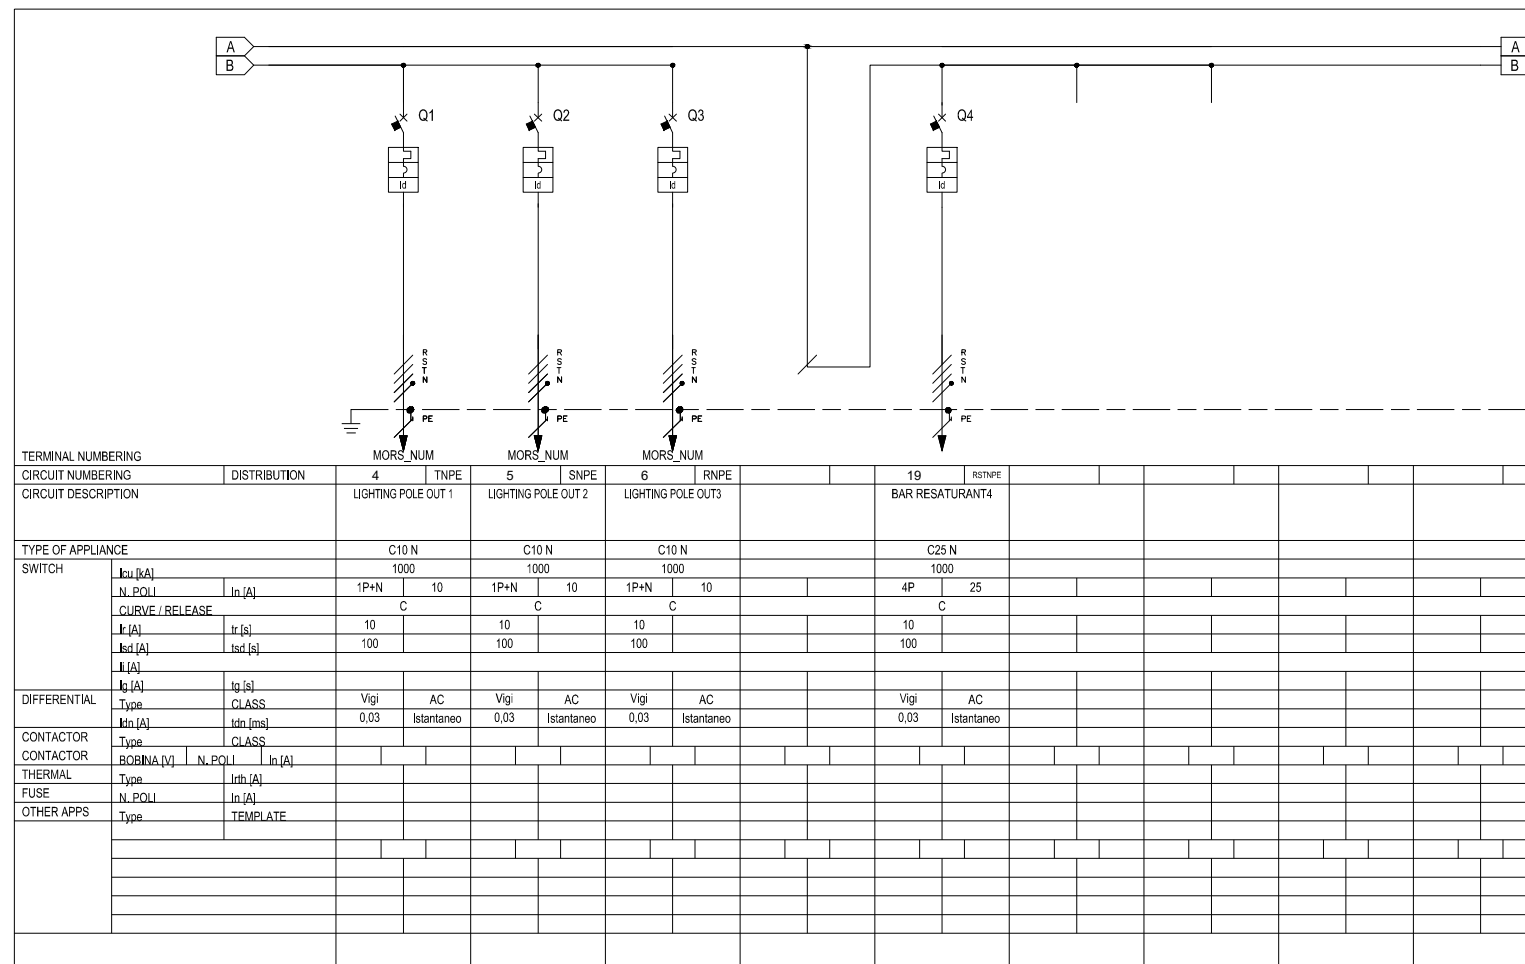 A A
B B
Q1 Q2 Q3 Q4
Id Id Id Id
R R R R
S S S S
T T T T
N N N N
PE PE PE PE
TERMINAL NUMBERING MORS_NUM MORS_NUM MORS_NUM
CIRCUIT NUMBERING DISTRIBUTION 4 TNPE 5 SNPE 6 RNPE 19 RSTNPE
CIRCUIT DESCRIPTION LIGHTING POLE OUT 1 LIGHTING POLE OUT 2 LIGHTING POLE OUT3 BAR RESATURANT4
TYPE OF APPLIANCE C10 N C10 N C10 N C25 N
SWITCH Icu [kA] 1000 1000 1000 1000
N. POLI In [A] 1P+N 10 1P+N 10 1P+N 10 4P 25
CURVE / RELEASE C C C C
Ir [A] tr [s] 10 10 10 10
Isd [A] tsd [s] 100 100 100 100
Ii [A]
Ig [A] tg [s]
DIFFERENTIAL Type CLASS Vigi AC Vigi AC Vigi AC Vigi AC
Idn [A] tdn [ms] 0,03 Istantaneo 0,03 Istantaneo 0,03 Istantaneo 0,03 Istantaneo
CONTACTOR Type CLASS
CONTACTOR BOBINA [V] N. POLI In [A]
THERMAL Type Irth [A]
FUSE N. POLI In [A]
OTHER APPS Type TEMPLATE